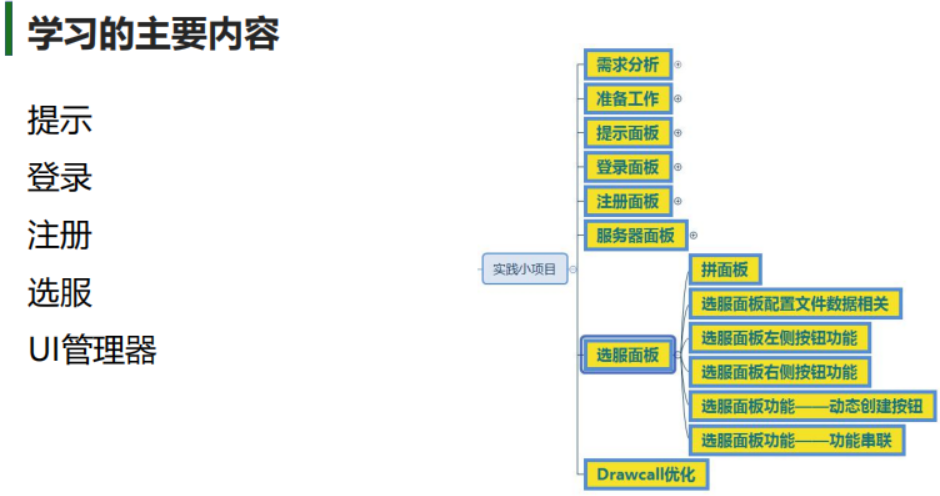 学习的主要内容
提示
登录
注册
选服
UI管理器
实践小项目
需求分析
准备工作
提示面板
登录面板
注册面板
服务器面板
选服面板
拼面板
选服面板配置文件数据相关
选服面板左侧按钮功能
选服面板右侧按钮功能
选服面板功能——动态创建按钮
选服面板功能——功能串联
Drawcall优化